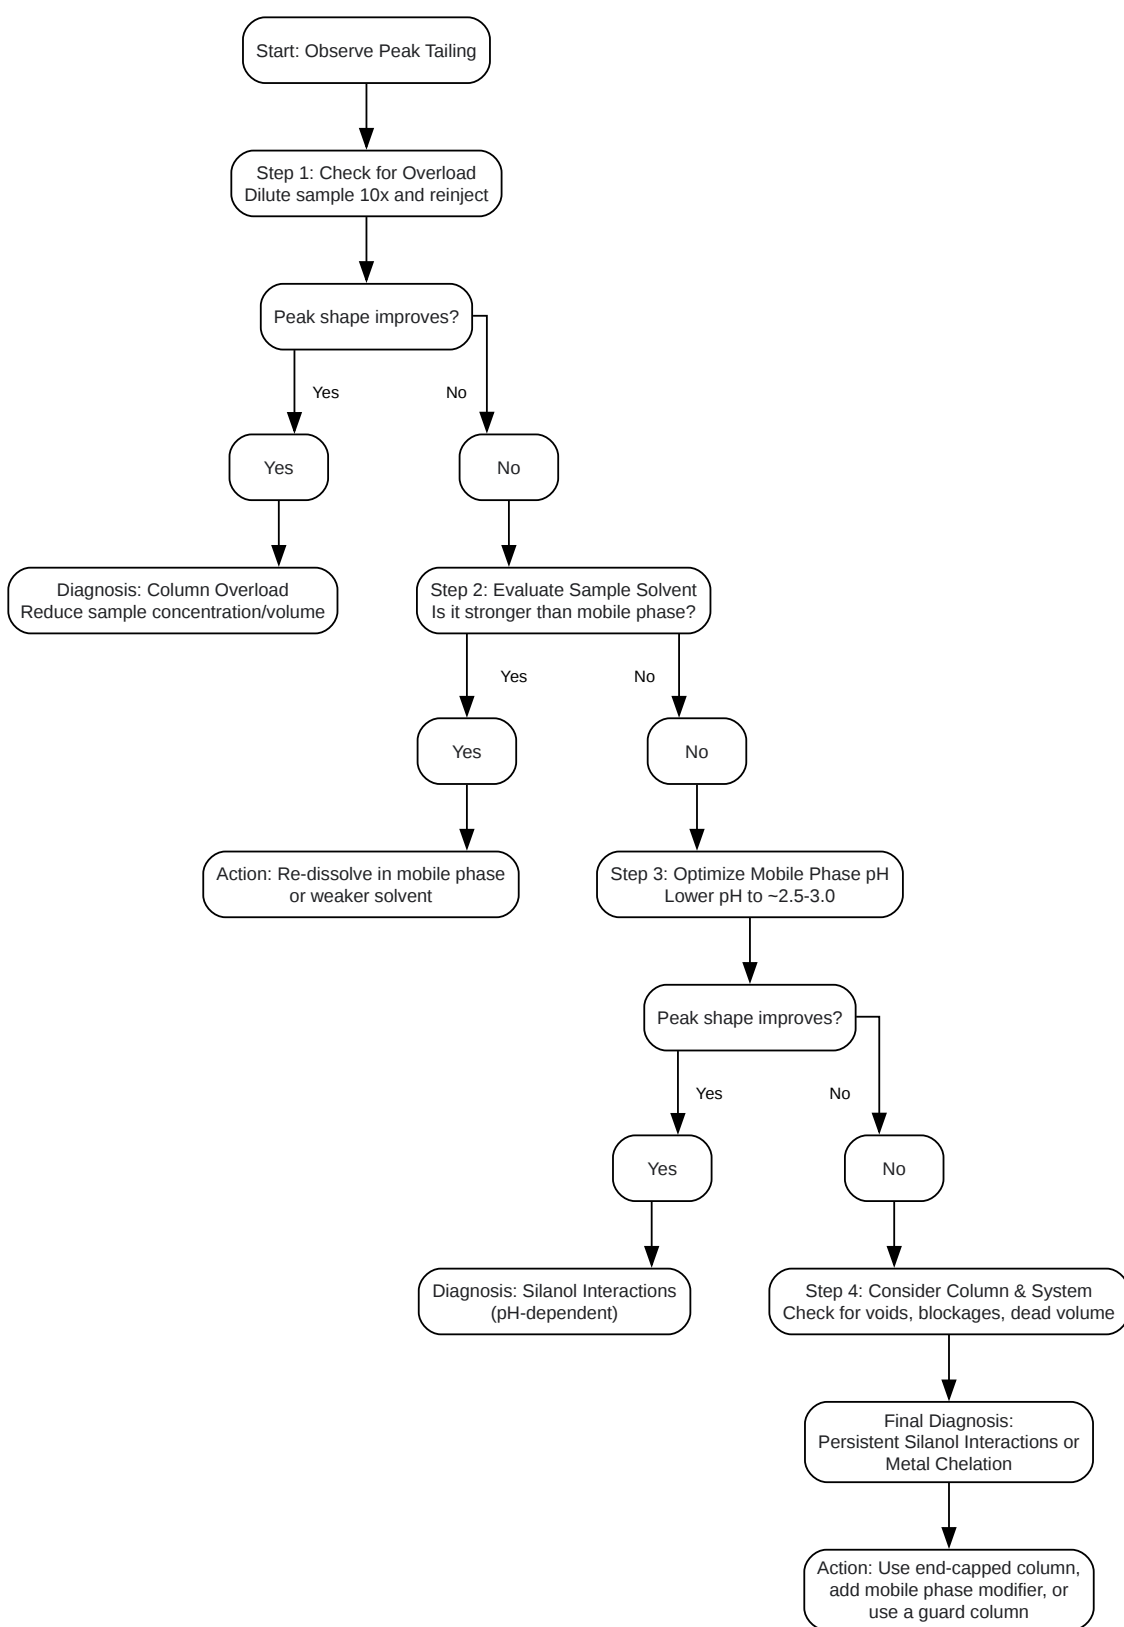 Start: Observe Peak Tailing
Step 1: Check for Overload
Dilute sample 10x and reinject
Peak shape improves?
Yes
No
Yes
No
Diagnosis: Column Overload
Reduce sample concentration/volume
Step 2: Evaluate Sample Solvent
Is it stronger than mobile phase?
Yes
No
Yes
No
Action: Re-dissolve in mobile phase
or weaker solvent
Step 3: Optimize Mobile Phase pH
Lower pH to ~2.5-3.0
Peak shape improves?
Yes
No
Yes
No
Diagnosis: Silanol Interactions
(pH-dependent)
Step 4: Consider Column & System
Check for voids, blockages, dead volume
Final Diagnosis:
Persistent Silanol Interactions or
Metal Chelation
Action: Use end-capped column,
add mobile phase modifier, or
use a guard column